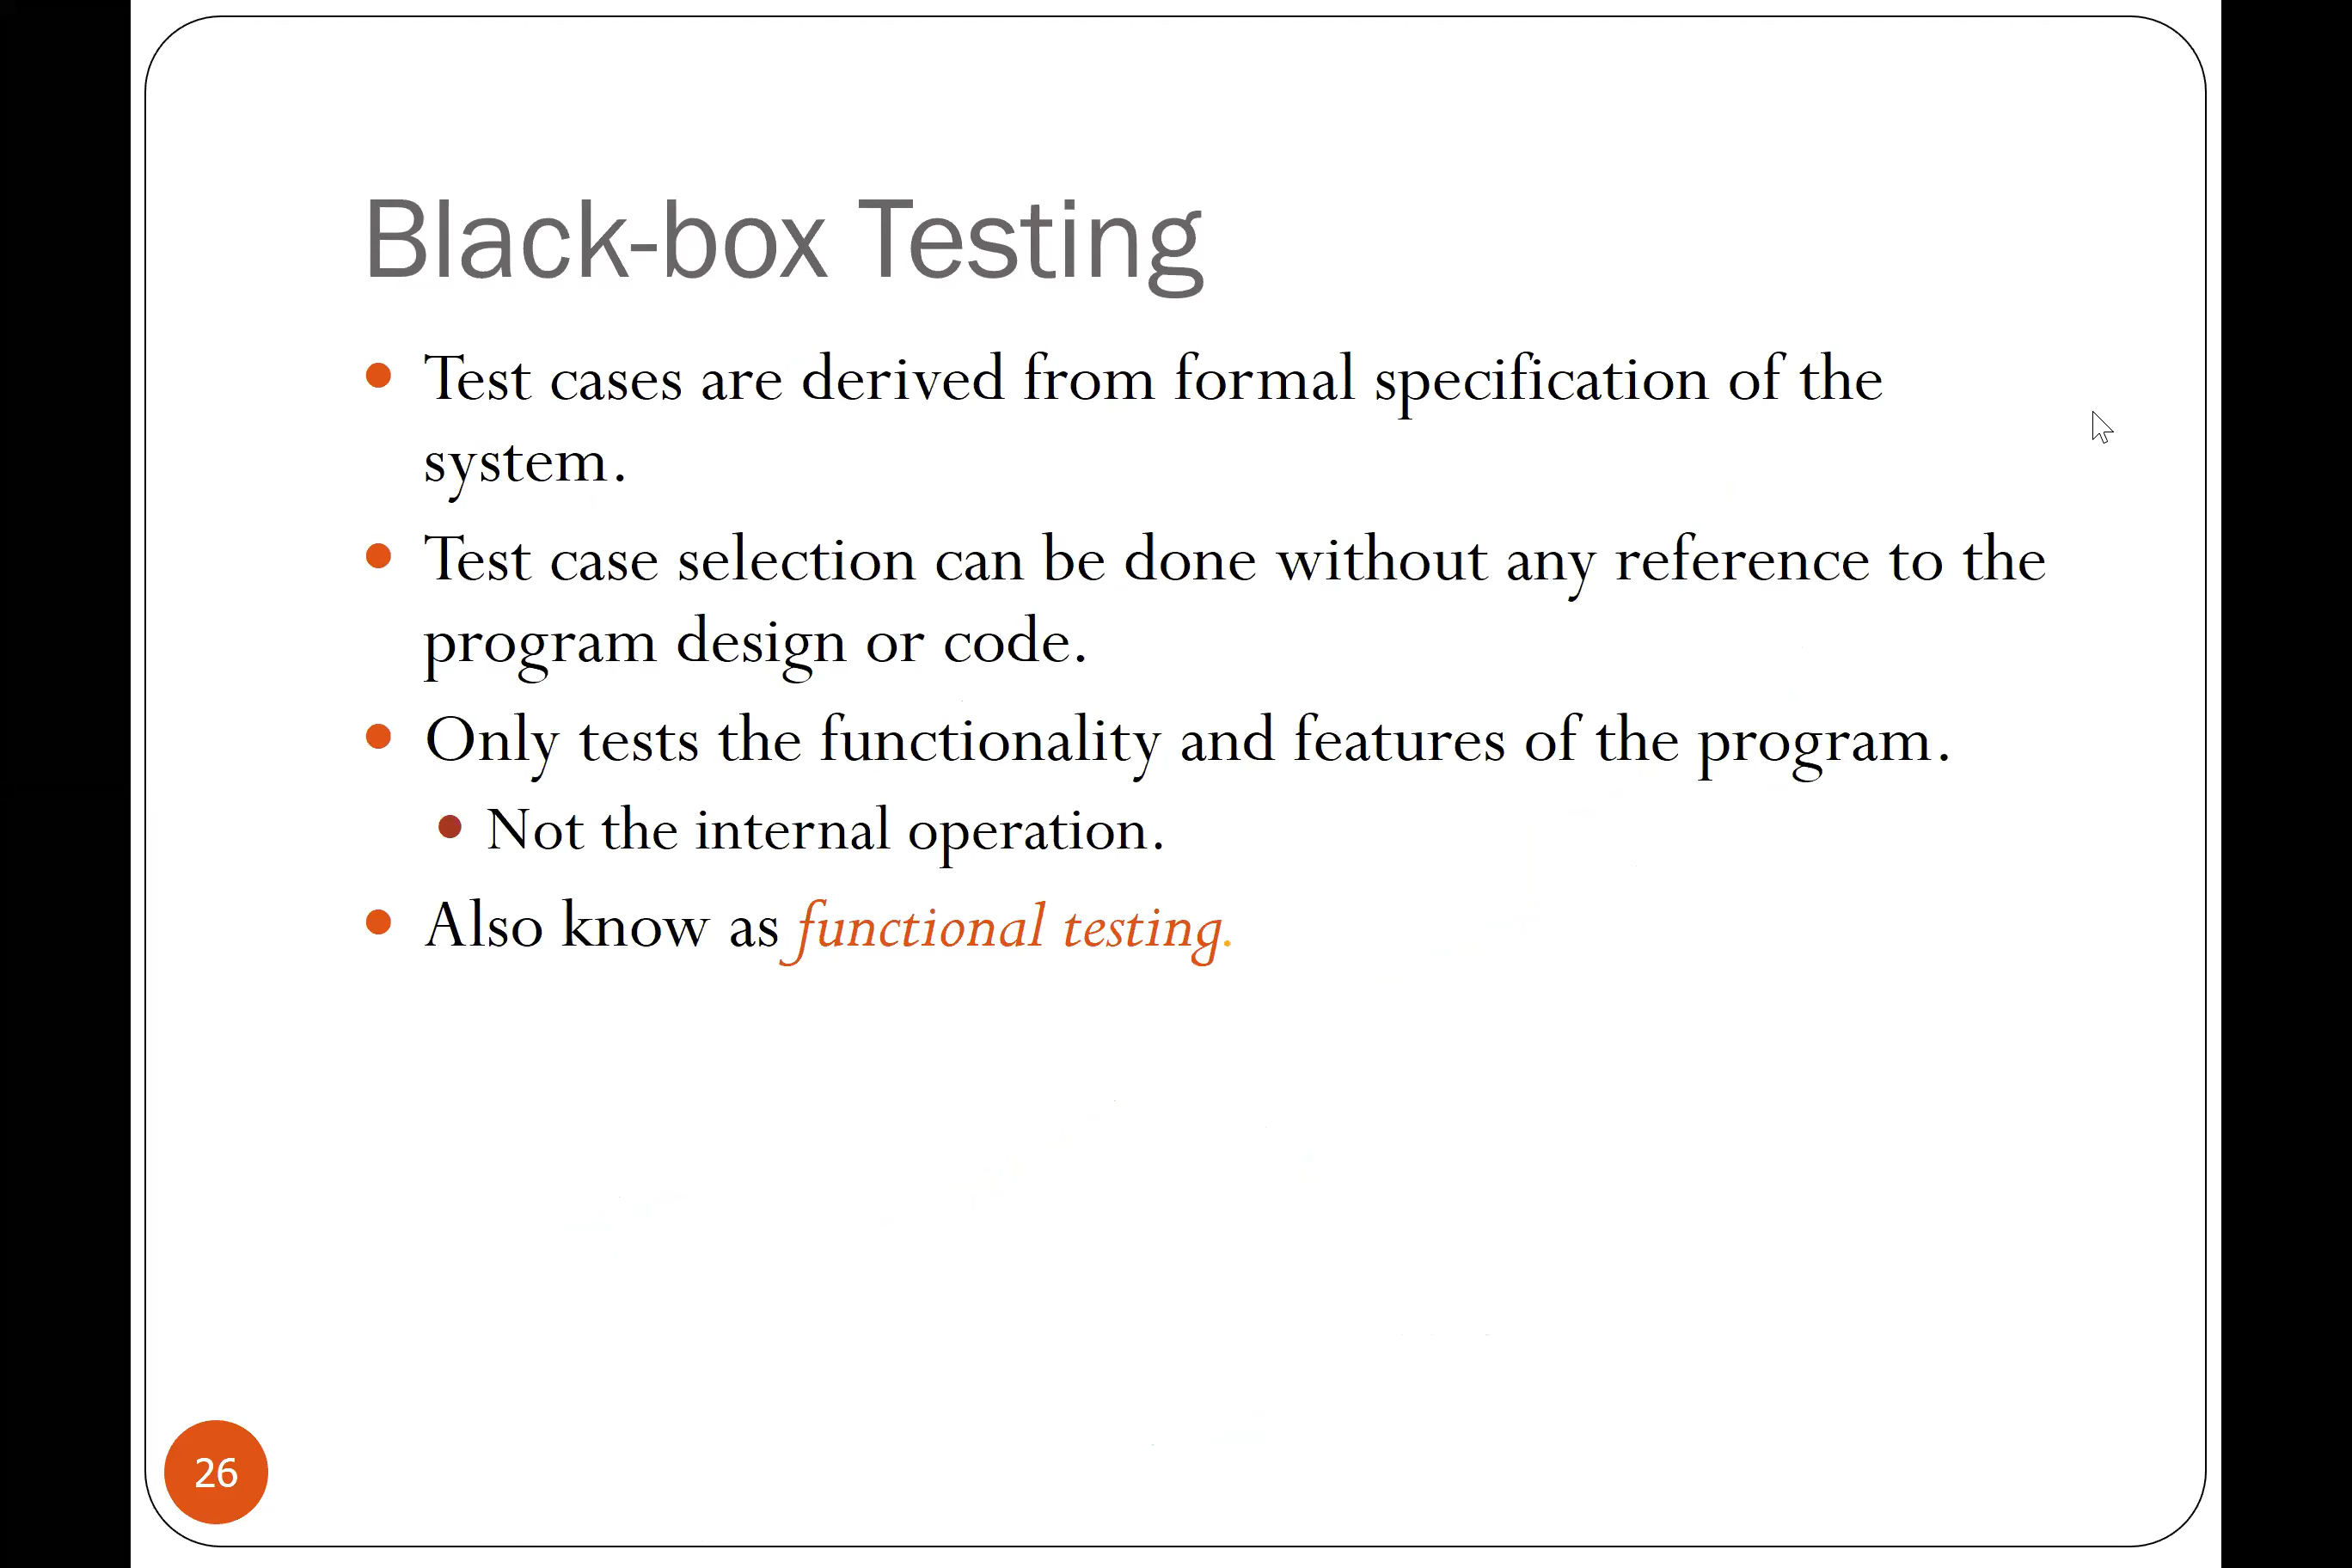 Black-box Testing
Test cases are derived from formal specification of the
system.
Test case selection can be done without any reference to the
program design or code.
Only tests the functionality and features of the program.
Not the internal operation.
Also know as functional testing.
26